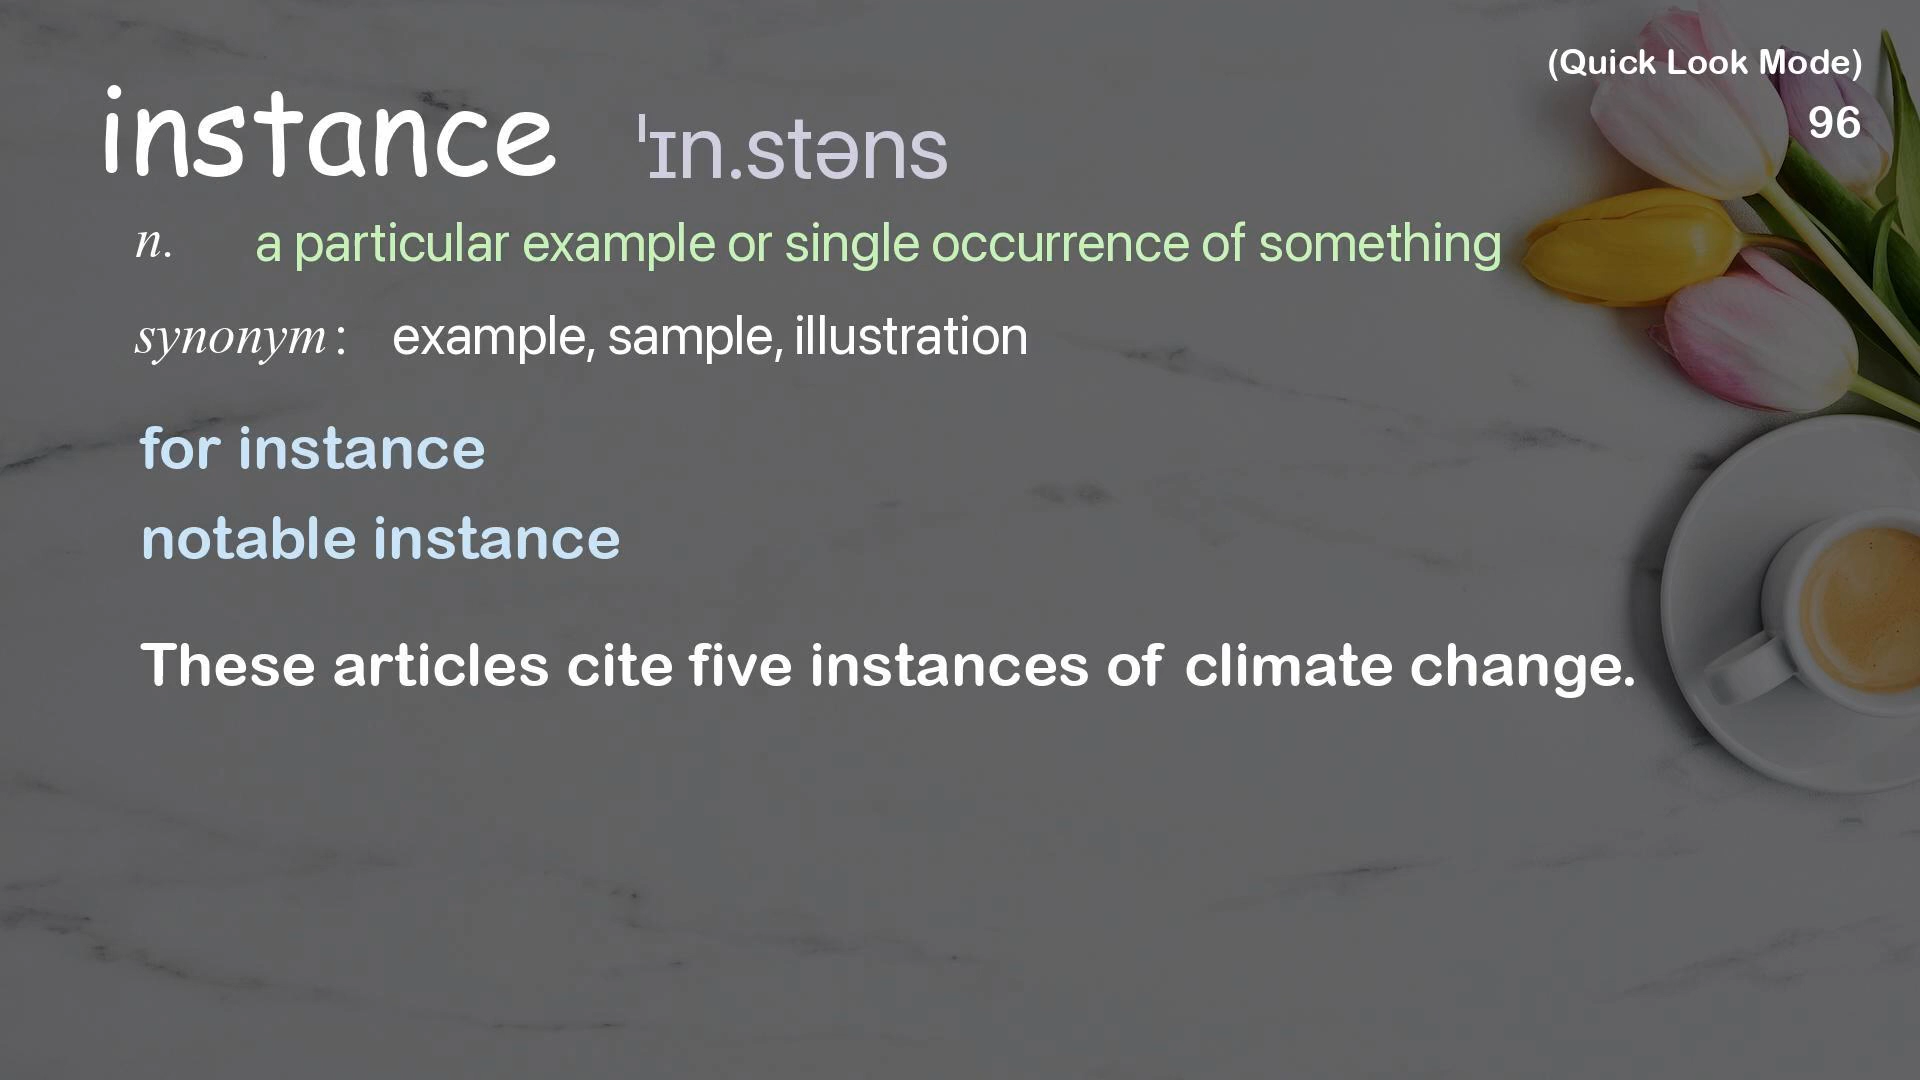 (Quick Look Mode)
96
instance ˈɪn.stəns
n. a particular example or single occurrence of something
synonym : example, sample, illustration
for instance
notable instance
These articles cite five instances of climate change.